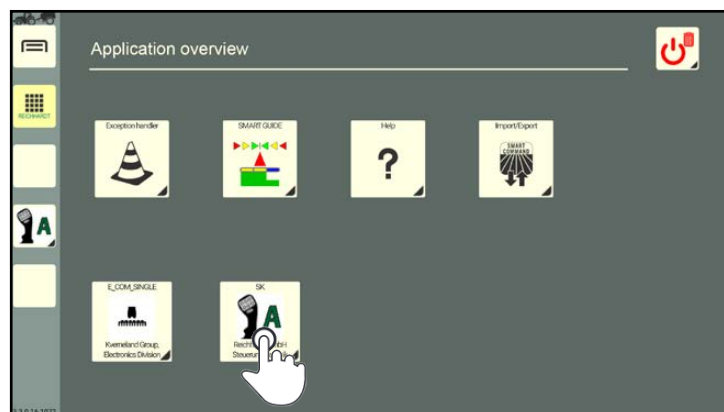 Application overview
REICHHARDT
Exception handler
SMART GUIDE
Help
?
Import/Export
SMART
COMMAND
A
E_COM_SINGLE
Kverneland Group,
Electronics Division
SK
A